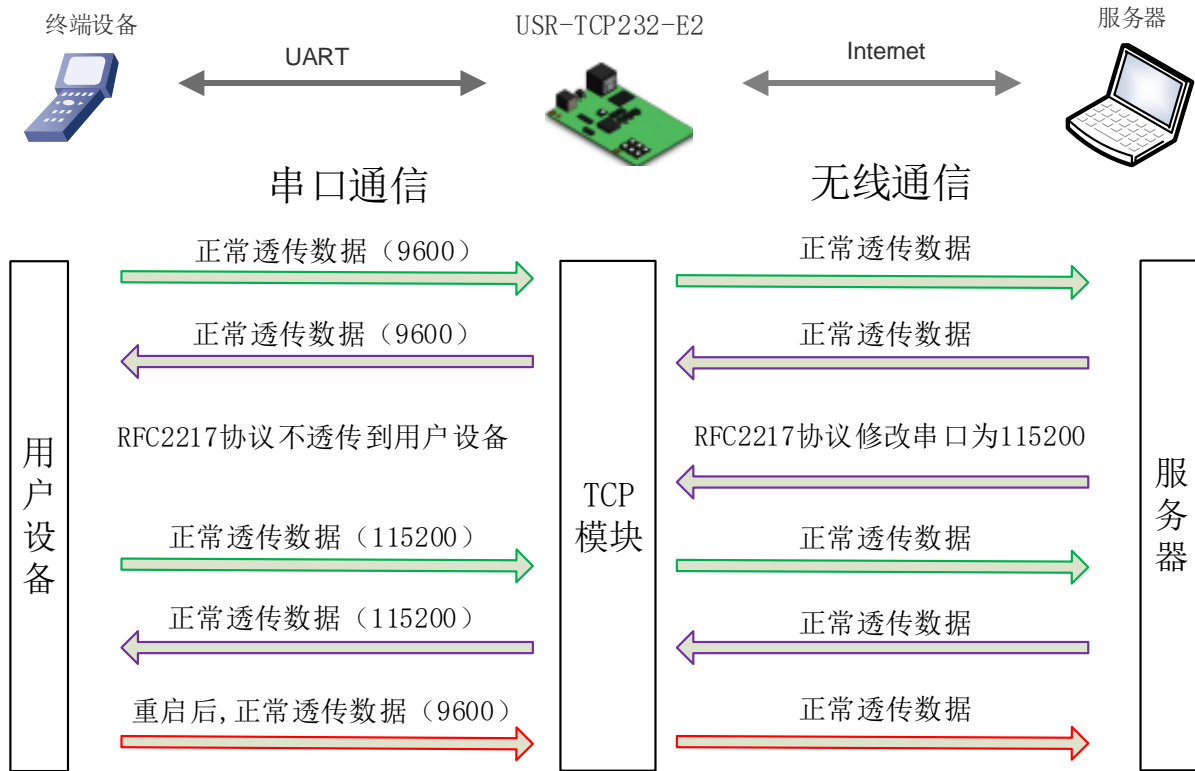 终端设备
USR-TCP232-E2
服务器
UART
Internet
串口通信
无线通信
正常透传数据（9600）
正常透传数据
正常透传数据（9600）
正常透传数据
RFC2217协议不透传到用户设备
RFC2217协议修改串口为115200
用户设备
TCP
模块
服务器
正常透传数据（115200）
正常透传数据
正常透传数据（115200）
正常透传数据
重启后,正常透传数据（9600）
正常透传数据